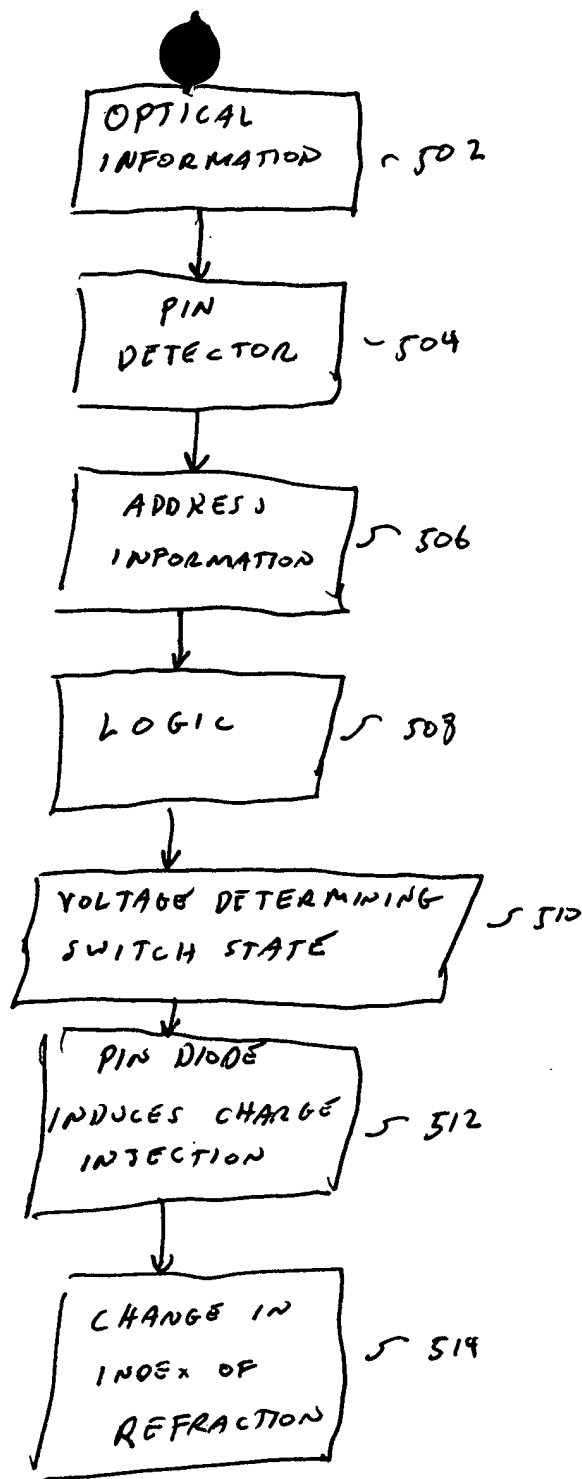 OPTICAL
INFORMATION
502
PIN
DETECTOR
504
ADDRESS
INFORMATION
506
LOGIC
508
VOLTAGE DETERMINING
SWITCH STATE
510
PIN DIODE
INDUCES CHARGE
INJECTION
512
CHANGE IN
INDEX OF
REFRACTION
514